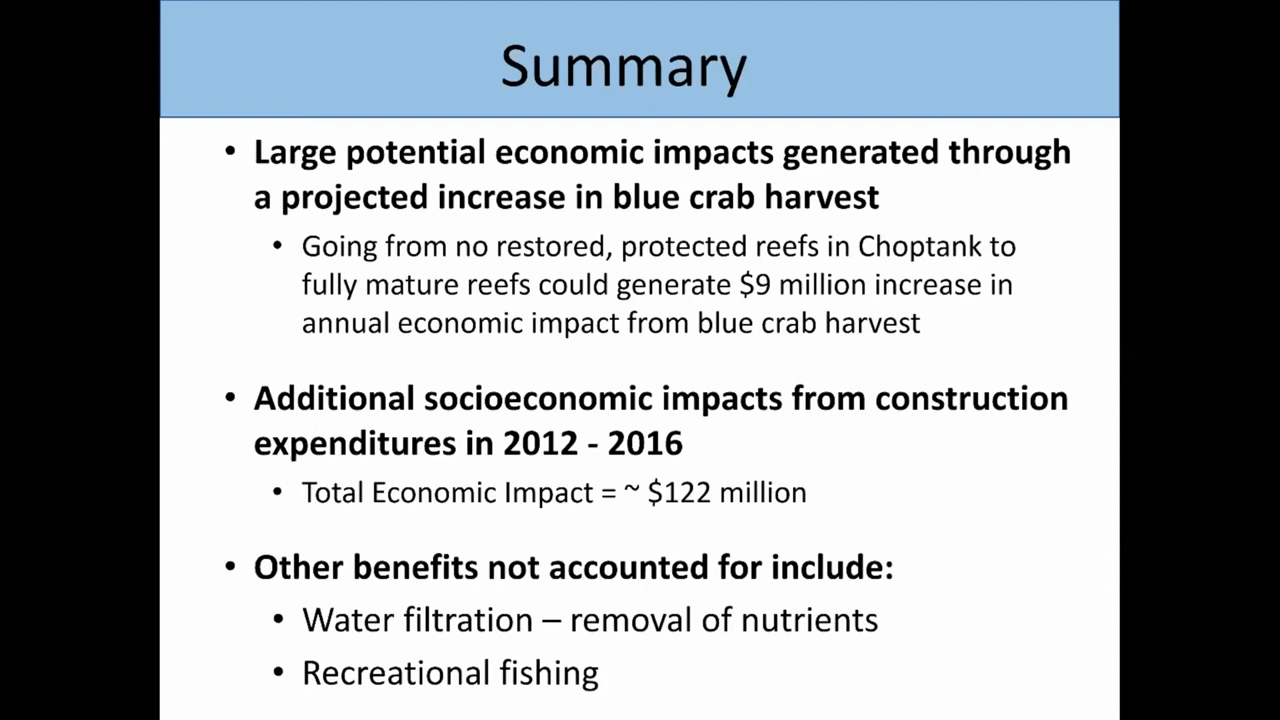 Summary
• Large potential economic impacts generated through
a projected increase in blue crab harvest
• Going from no restored, protected reefs in Choptank to
fully mature reefs could generate $9 million increase in
annual economic impact from blue crab harvest
• Additional socioeconomic impacts from construction
expenditures in 2012 - 2016
• Total Economic Impact = ~ $122 million
• Other benefits not accounted for include:
• Water filtration – removal of nutrients
• Recreational fishing